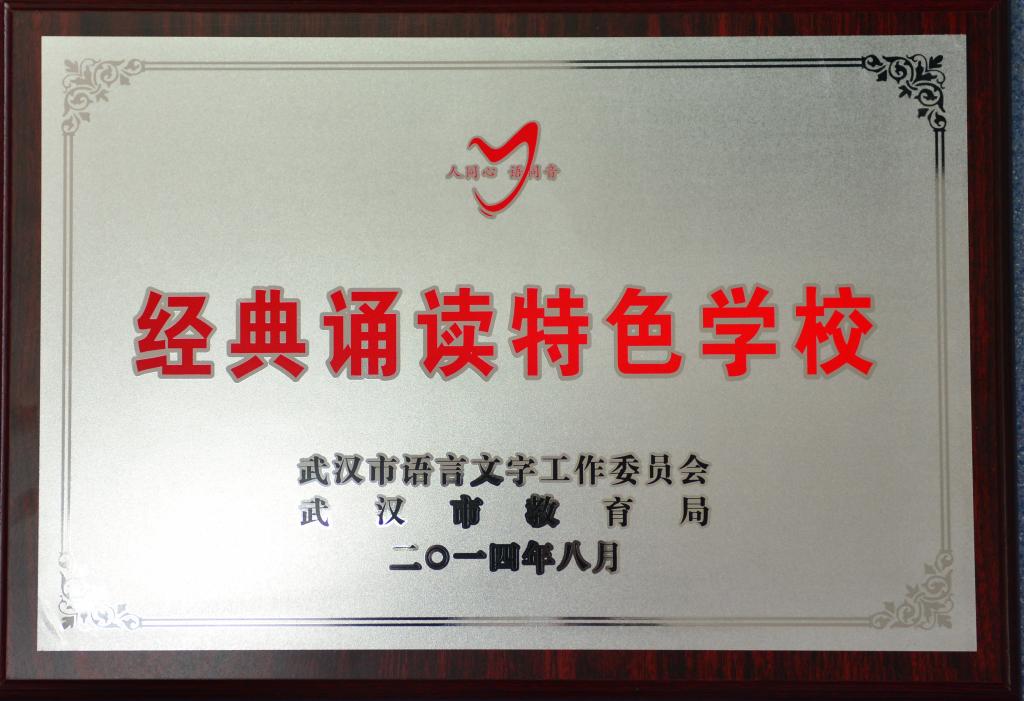 人同心 语同音
经典诵读特色学校
武汉市语言文字工作委员会
武汉市教育局
二〇一四年八月